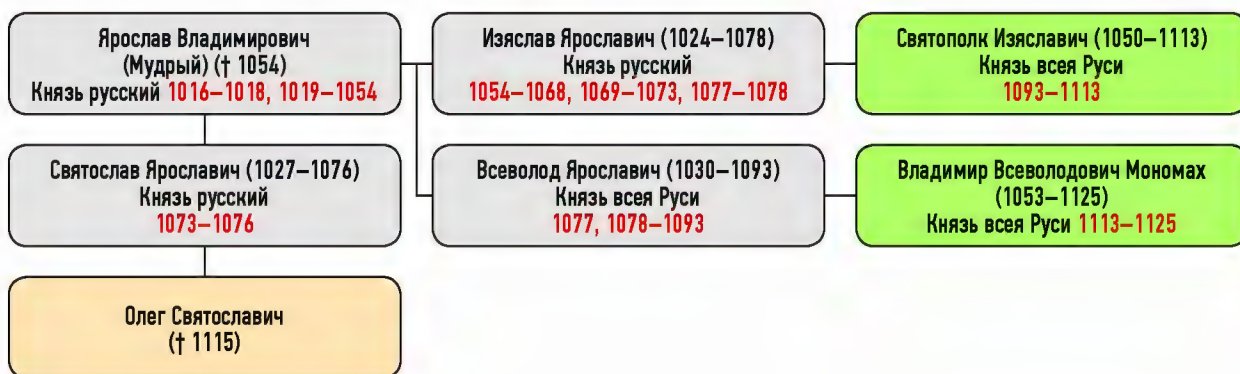 Ярослав Владимирович
(Мудрый) († 1054)
Князь русский 1016–1018, 1019–1054
Изяслав Ярославич (1024–1078)
Князь русский
1054–1068, 1069–1073, 1077–1078
Святополк Изяславич (1050–1113)
Князь всея Руси
1093–1113
Святослав Ярославич (1027–1076)
Князь русский
1073–1076
Всеволод Ярославич (1030–1093)
Князь всея Руси
1077, 1078–1093
Владимир Всеволодович Мономах
(1053–1125)
Князь всея Руси 1113–1125
Олег Святославич
(† 1115)